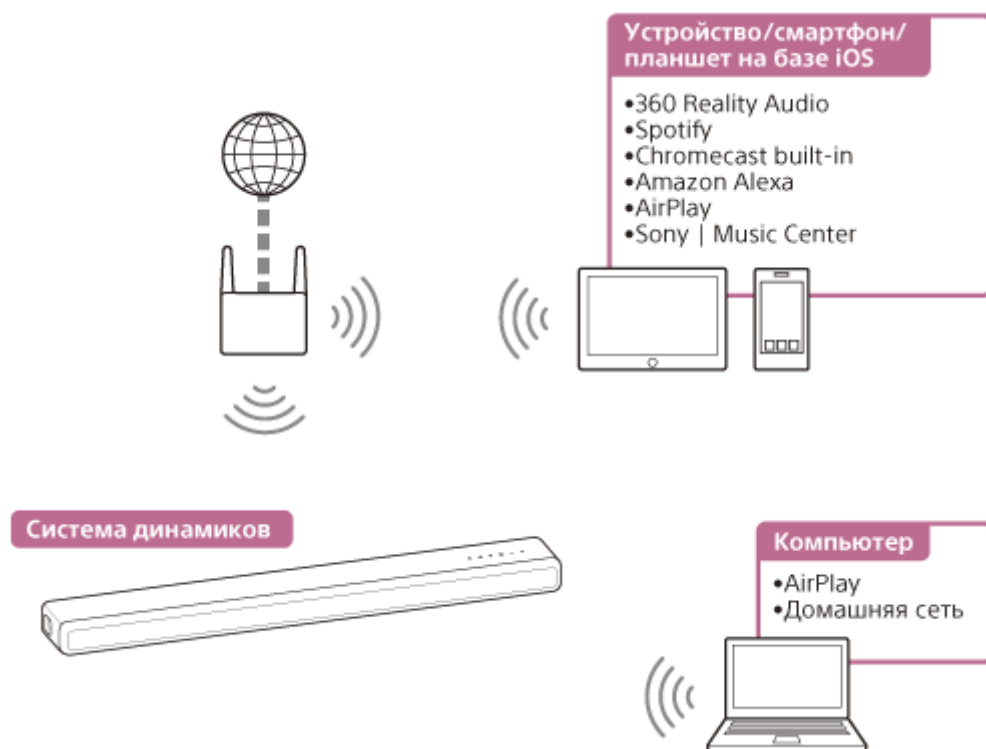 Устройство/смартфон/
планшет на базе iOS
•360 Reality Audio
•Spotify
•Chromecast built-in
•Amazon Alexa
•AirPlay
•Sony | Music Center
Система динамиков
Компьютер
•AirPlay
•Домашняя сеть